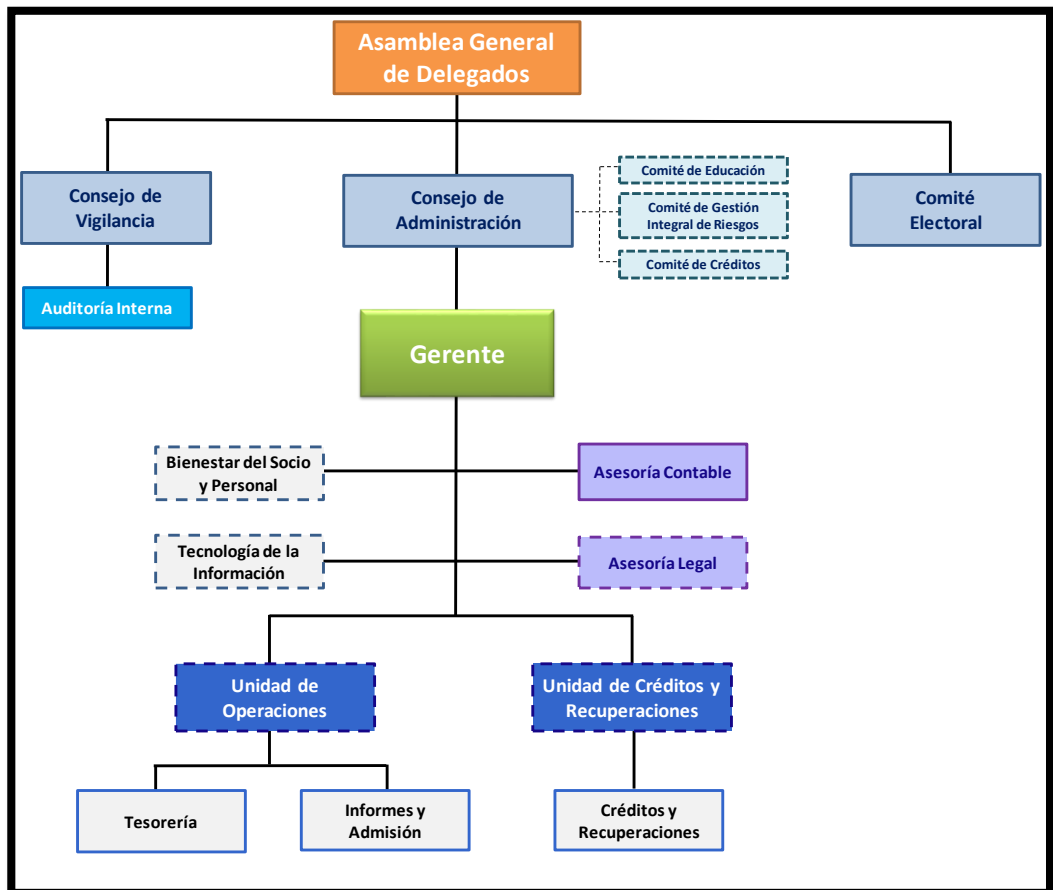 Asamblea General
de Delegados
Consejo de
Vigilancia
Consejo de
Administración
Comité de Educación
Comité de Gestión
Integral de Riesgos
Comité de Créditos
Comité
Electoral
Auditoría Interna
Gerente
Bienestar del Socio
y Personal
Asesoría Contable
Tecnología de la
Información
Asesoría Legal
Unidad de
Operaciones
Unidad de Créditos y
Recuperaciones
Tesorería
Informes y
Admisión
Créditos y
Recuperaciones